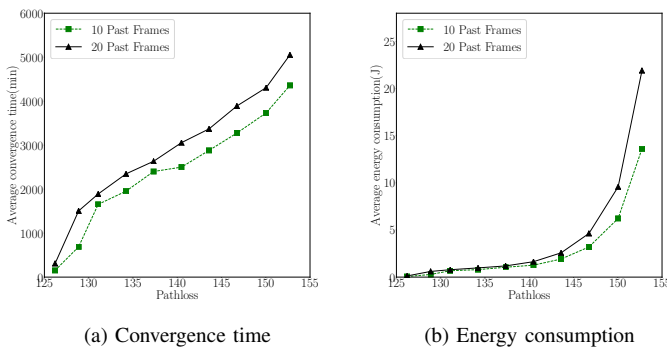 10 Past Frames
20 Past Frames
Average convergence time(min)
6000
5000
4000
3000
2000
1000
0
125 130 135 140 145 150 155
Pathloss
(a) Convergence time
10 Past Frames
20 Past Frames
Average energy consumption(J)
25
20
15
10
5
0
125 130 135 140 145 150 155
Pathloss
(b) Energy consumption